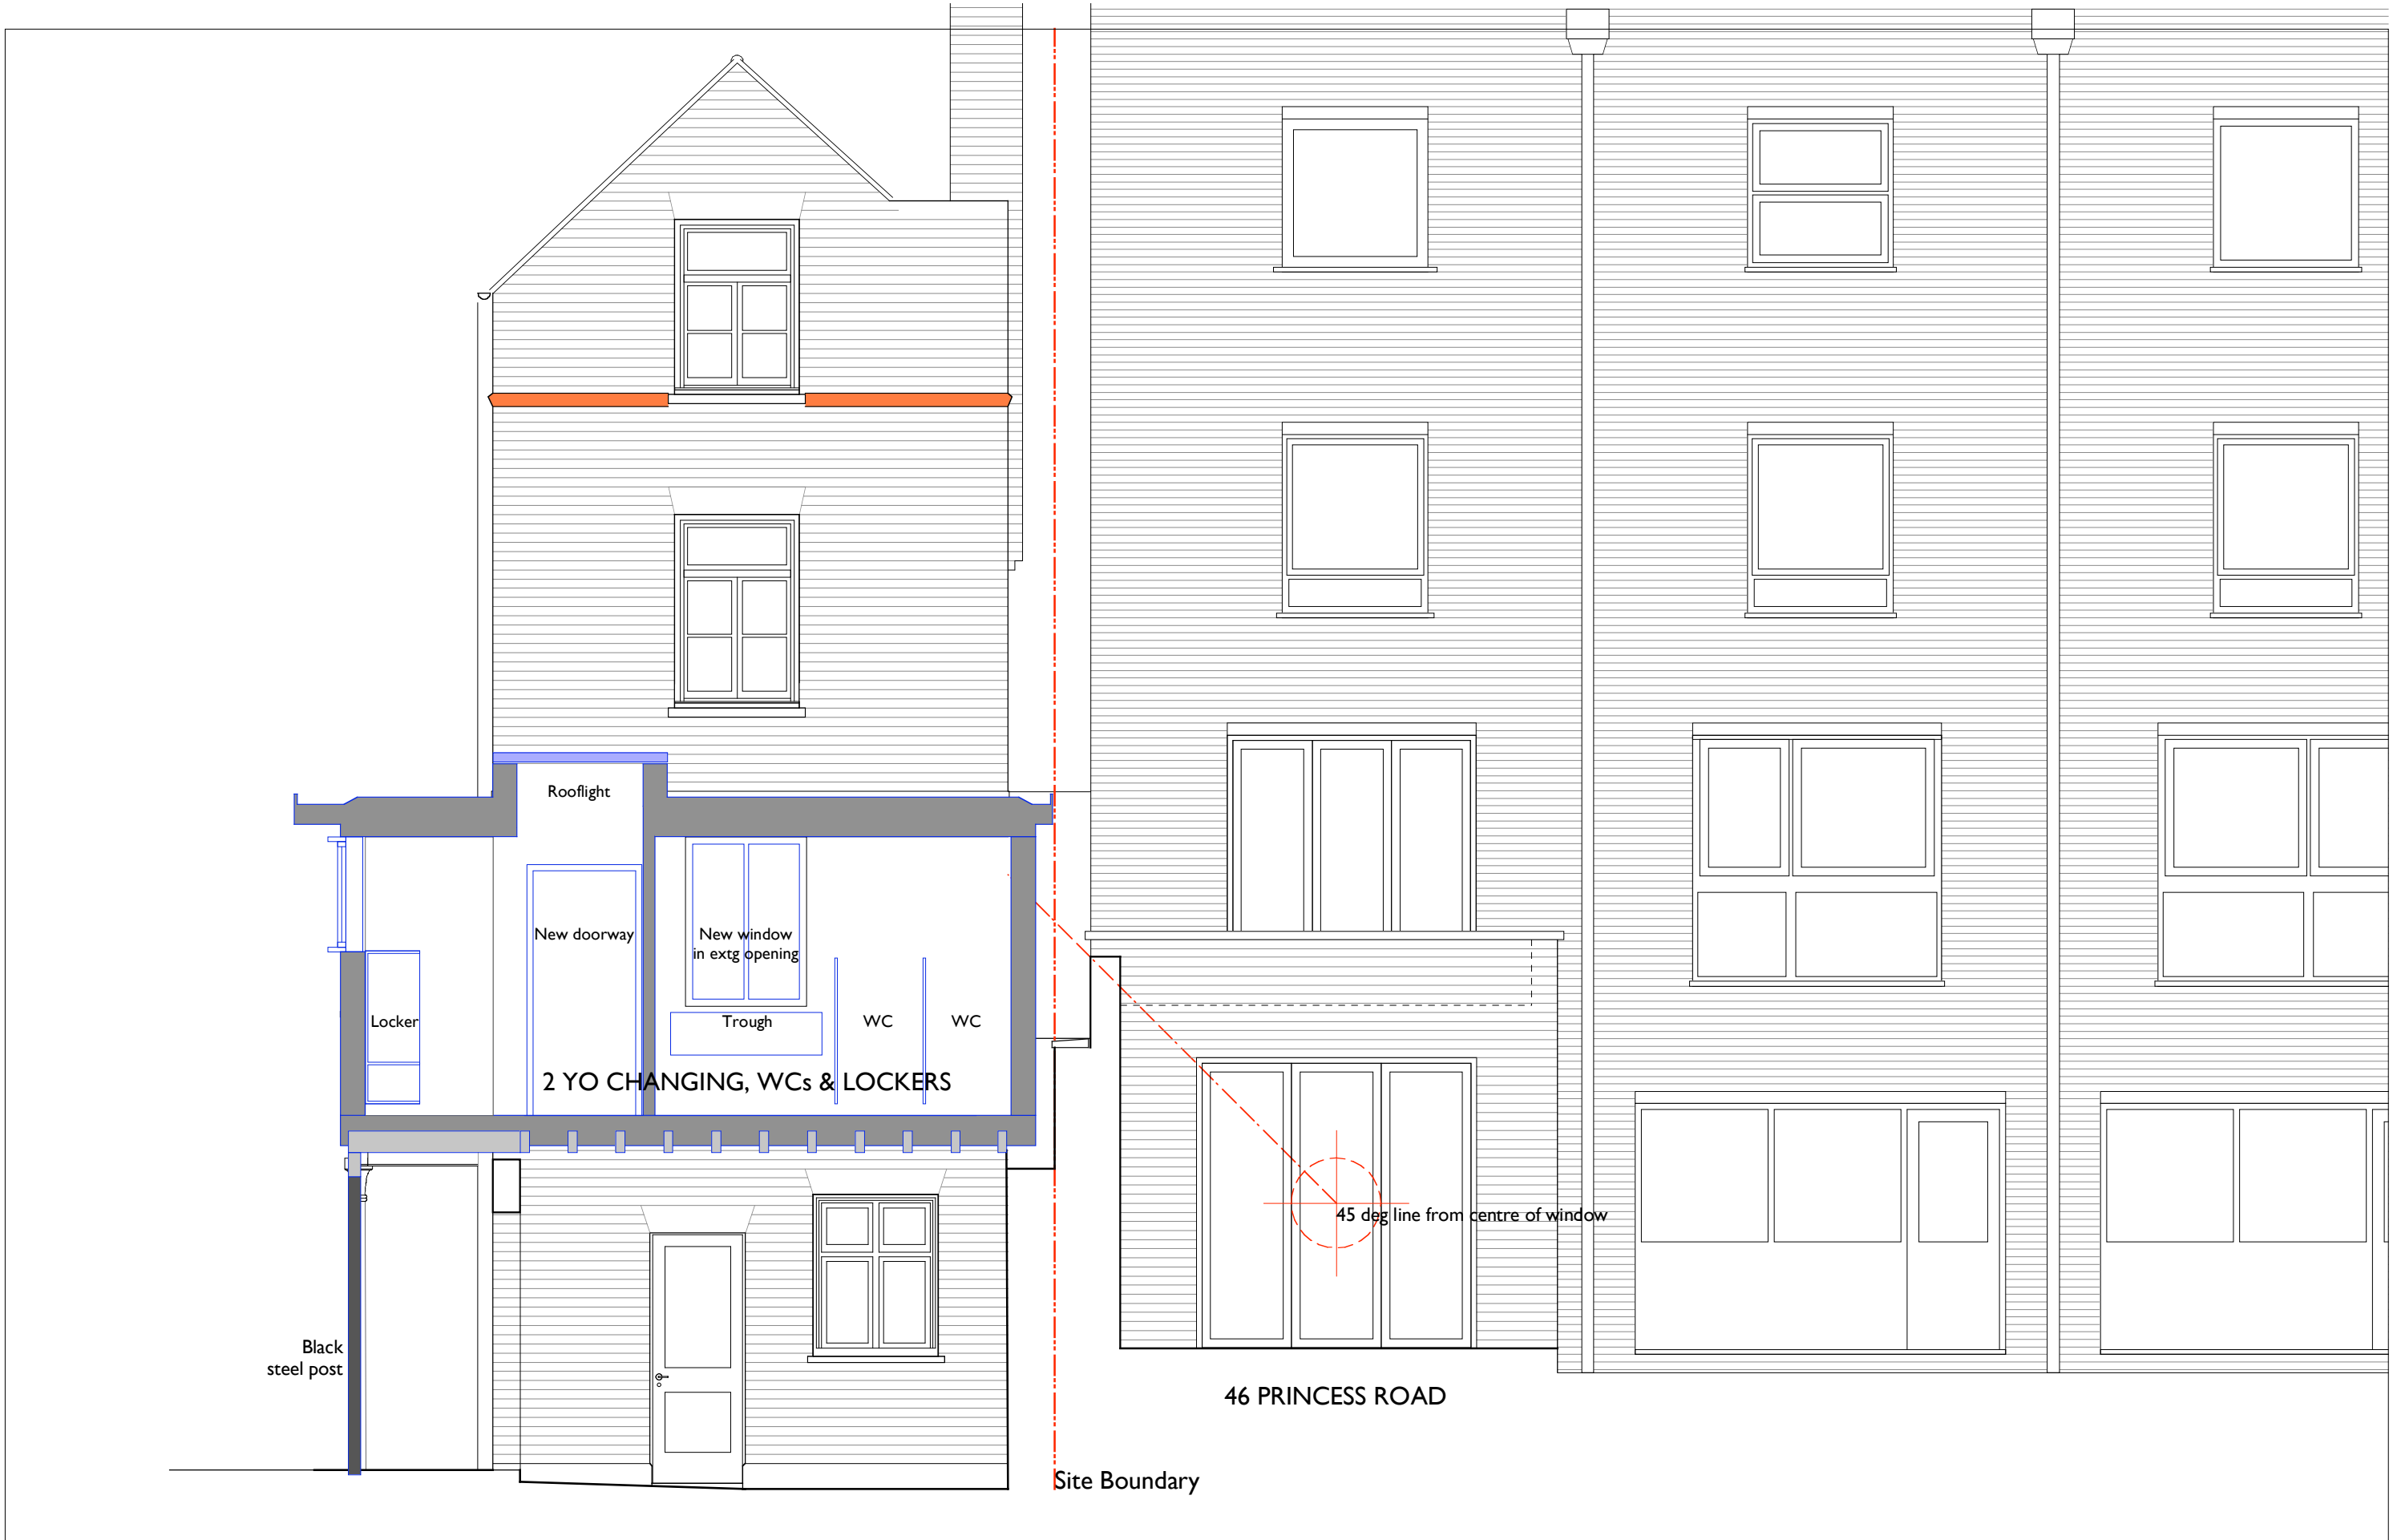 Rooflight
New doorway
New window
in extg opening
Locker
Trough
WC
WC
2 YO CHANGING, WCs & LOCKERS
45 deg line from centre of window
Black
steel post
46 PRINCESS ROAD
Site Boundary